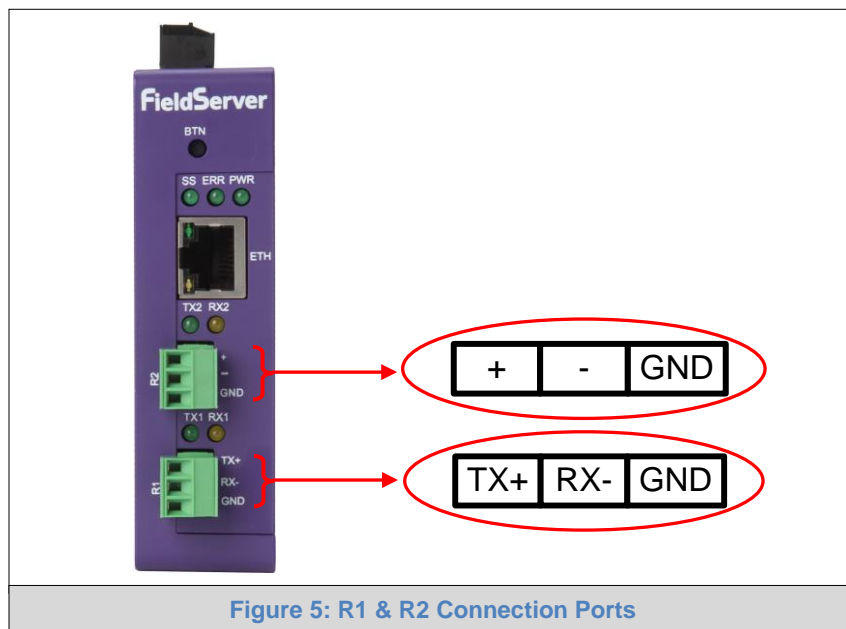 FieldServer
BTN
SS ERR PWR
ETH
TX2 RX2
R2
+
–
GND
+ - GND
TX1 RX1
R1
TX+
RX-
GND
TX+ RX- GND
Figure 5: R1 & R2 Connection Ports